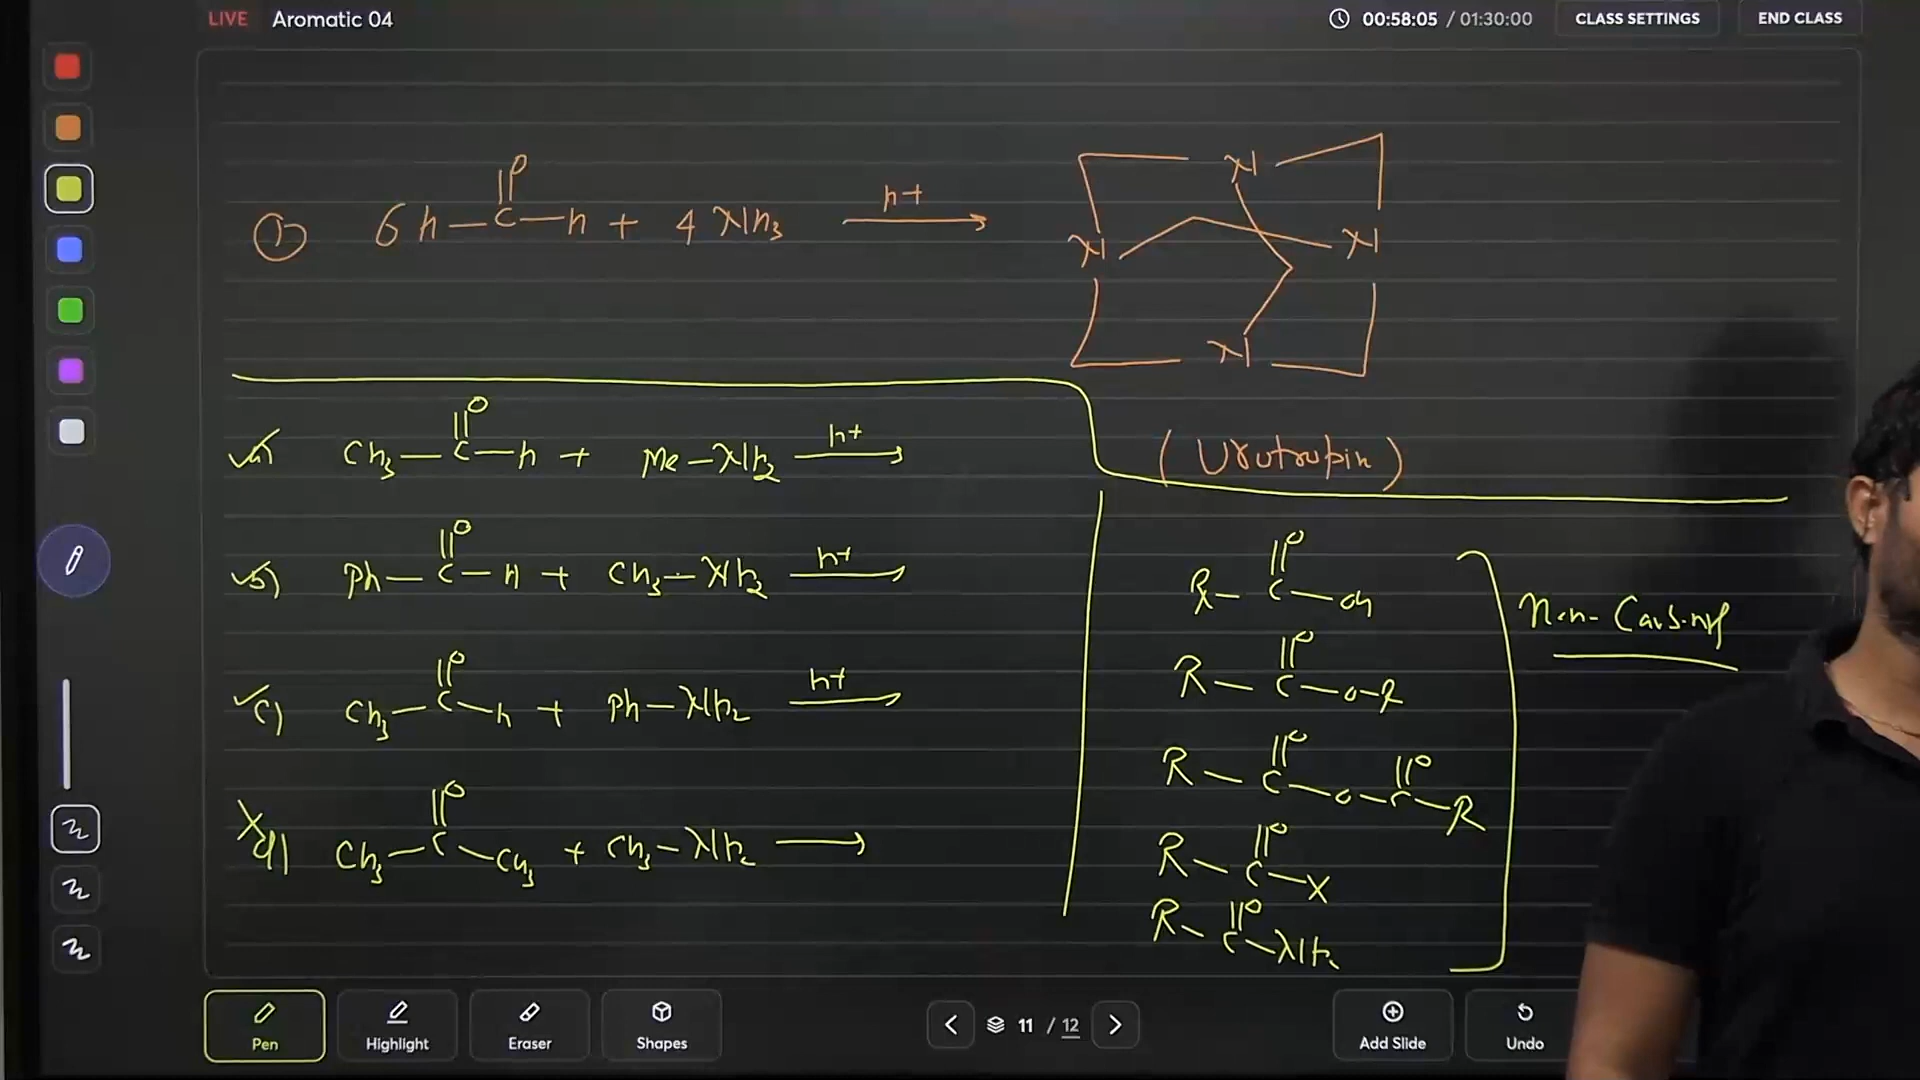 LIVE Aromatic 04
00:58:05 / 01:30:00 CLASS SETTINGS END CLASS
① 6 H–C(=O)–H + 4 NH₃ —H+→
N
N N
N
(Urotropin)
a) CH₃–C(=O)–H + Me–NH₂ —H+→
b) Ph–C(=O)–H + CH₃–NH₂ —H+→
c) CH₃–C(=O)–H + Ph–NH₂ —H+→
d) CH₃–C(=O)–CH₃ + CH₃–NH₂ →
R–C(=O)–OH
R–C(=O)–O–R
R–C(=O)–O–C(=O)–R
R–C(=O)–X
R–C(=O)–NH₂
Non-Carbonyl
Pen Highlight Eraser Shapes
11 / 12
Add Slide Undo